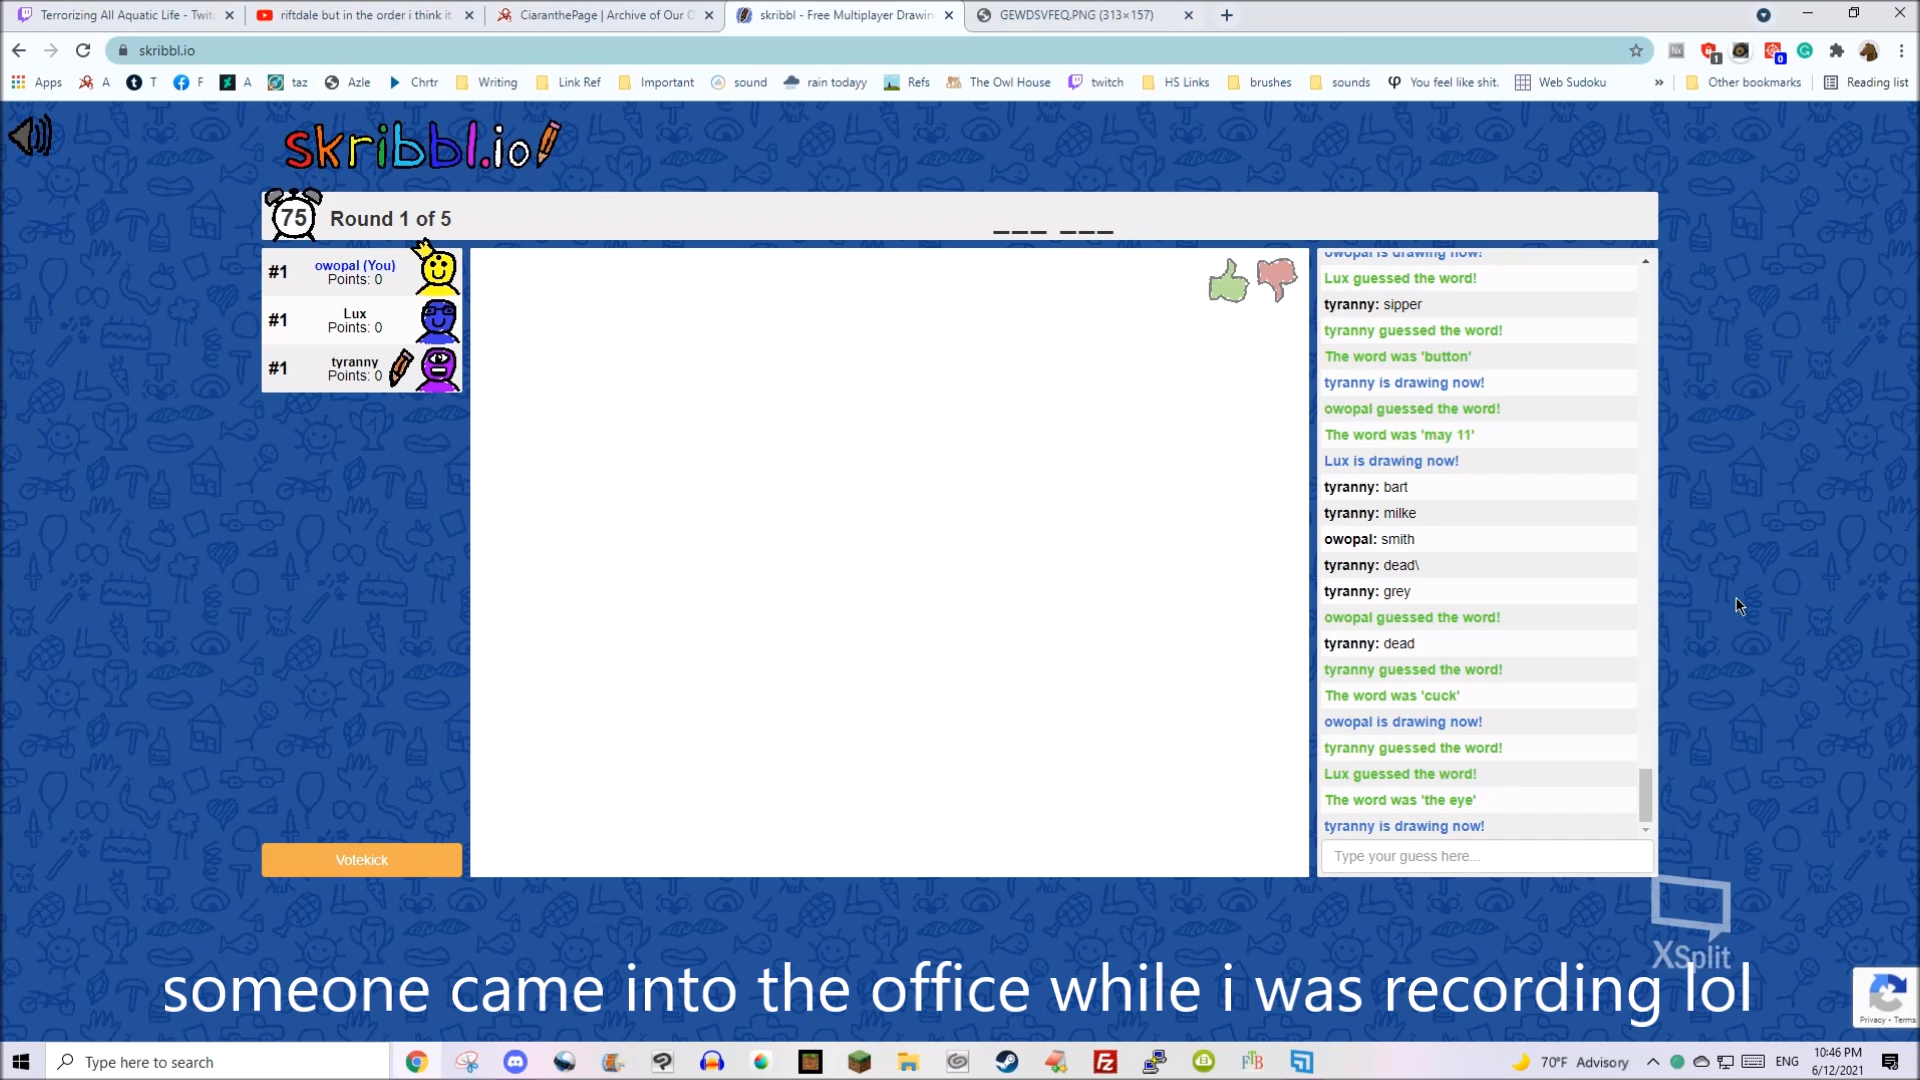 Terrorizing All Aquatic Life - Twit
riftdale but in the order i think it
CiaranthePage | Archive of Our O
skribbl - Free Multiplayer Drawin
GEWDSVFEQ.PNG (313×157)
skribbl.io
Apps
A
T
F
A
taz
Azle
Chrtr
Writing
Link Ref
Important
sound
rain todayy
Refs
The Owl House
twitch
HS Links
brushes
sounds
You feel like shit.
Web Sudoku
»
Other bookmarks
Reading list
skribbl.io
75
Round 1 of 5
___ ___
#1 owopal (You)
Points: 0
#1 Lux
Points: 0
#1 tyranny
Points: 0
Votekick
owopal is drawing now!
Lux guessed the word!
tyranny: sipper
tyranny guessed the word!
The word was 'button'
tyranny is drawing now!
owopal guessed the word!
The word was 'may 11'
Lux is drawing now!
tyranny: bart
tyranny: milke
owopal: smith
tyranny: dead\
tyranny: grey
owopal guessed the word!
tyranny: dead
tyranny guessed the word!
The word was 'cuck'
owopal is drawing now!
tyranny guessed the word!
Lux guessed the word!
The word was 'the eye'
tyranny is drawing now!
Type your guess here...
XSplit
someone came into the office while i was recording lol
Privacy - Terms
Type here to search
70°F Advisory
ENG
10:46 PM
6/12/2021